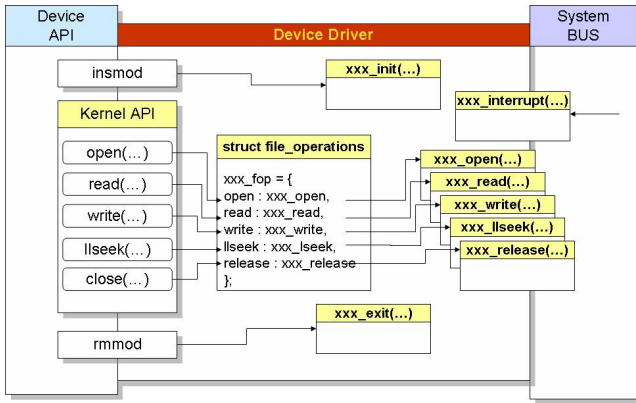 Device
API
Device Driver
System
BUS
insmod
xxx_init(…)
xxx_interrupt(…)
Kernel API
open(…)
read(…)
write(…)
llseek(…)
close(…)
struct file_operations
xxx_fop = {
open : xxx_open,
read : xxx_read,
write : xxx_write,
llseek : xxx_lseek,
release : xxx_release
};
xxx_open(…)
xxx_read(…)
xxx_write(…)
xxx_llseek(…)
xxx_release(…)
rmmod
xxx_exit(…)